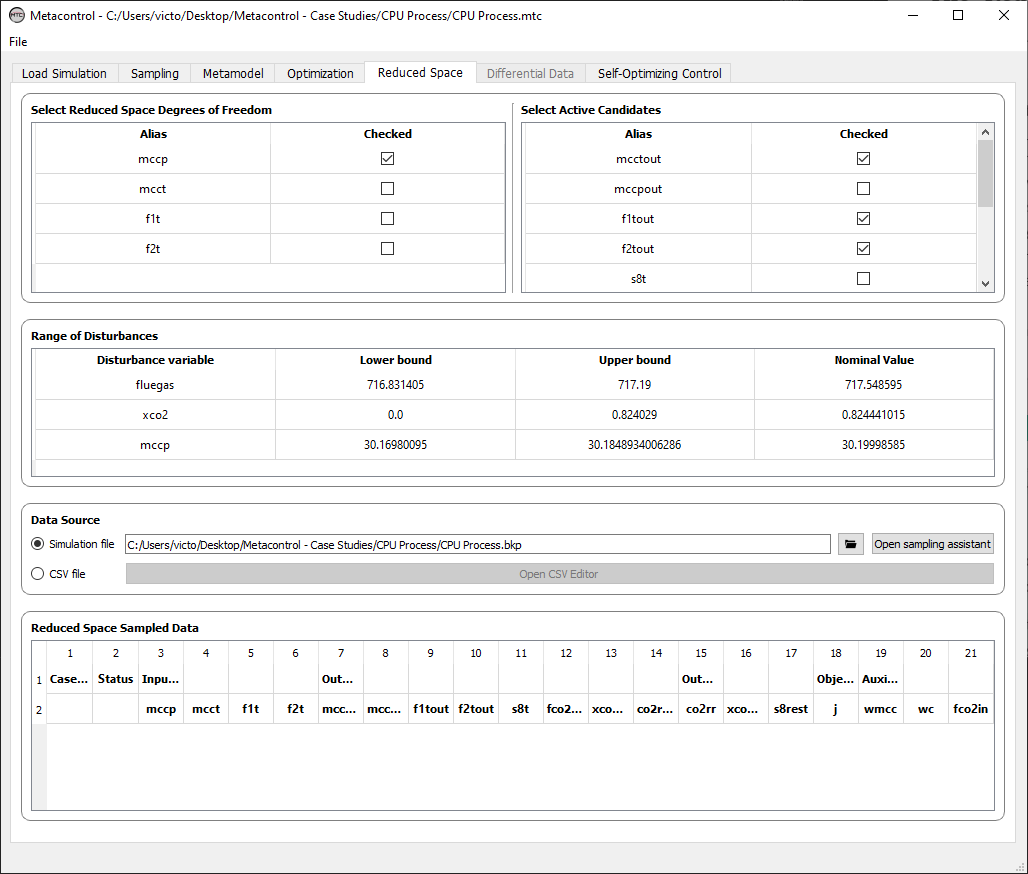 MTC Metacontrol - C:/Users/victo/Desktop/Metacontrol - Case Studies/CPU Process/CPU Process.mtc
File
Load Simulation Sampling Metamodel Optimization Reduced Space Differential Data Self-Optimizing Control
Select Reduced Space Degrees of Freedom
Alias Checked
mccp
mcct
f1t
f2t
Select Active Candidates
Alias Checked
mcctout
mccpout
f1tout
f2tout
s8t
Range of Disturbances
Disturbance variable Lower bound Upper bound Nominal Value
fluegas 716.831405 717.19 717.548595
xco2 0.0 0.824029 0.824441015
mccp 30.16980095 30.1848934006286 30.19998585
Data Source
Simulation file C:/Users/victo/Desktop/Metacontrol - Case Studies/CPU Process/CPU Process.bkp Open sampling assistant
CSV file Open CSV Editor
Reduced Space Sampled Data
1 2 3 4 5 6 7 8 9 10 11 12 13 14 15 16 17 18 19 20 21
1 Case... Status Inpu... Out... Out... Obje... Auxi...
2 mccp mcct f1t f2t mcc... mcc... f1tout f2tout s8t fco2... xco... co2r... co2rr xco... s8rest j wmcc wc fco2in